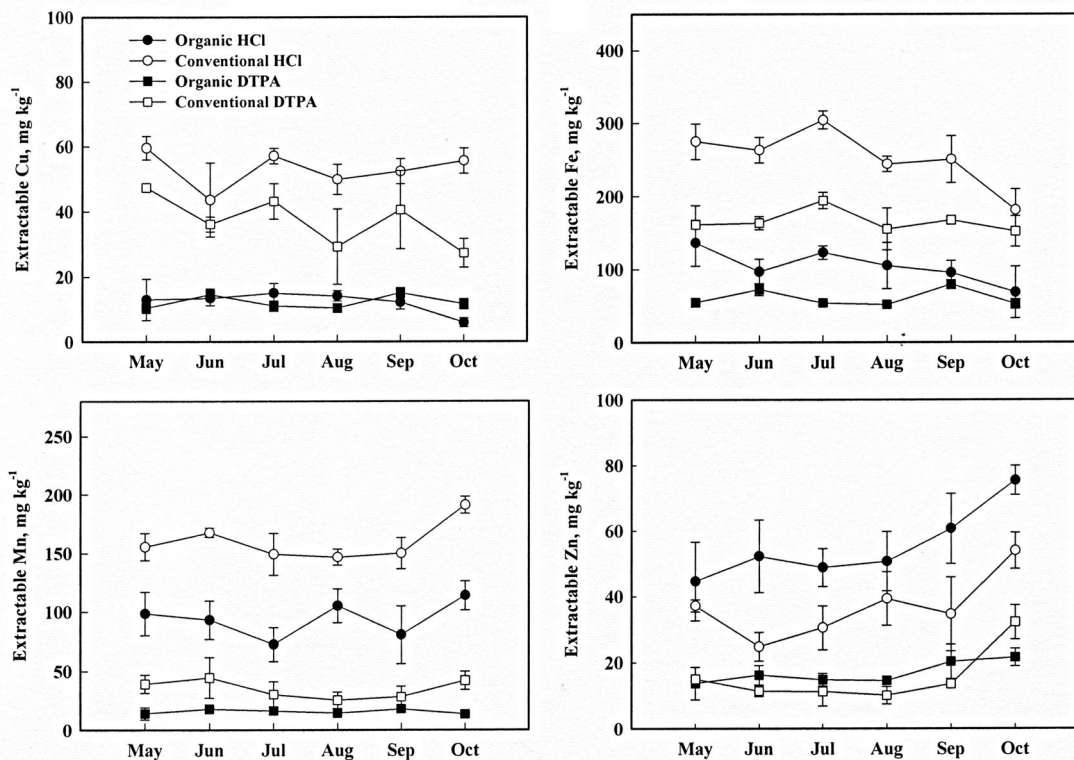 100
80
60
40
20
0
Extractable Cu, mg kg-1
Organic HCl
Conventional HCl
Organic DTPA
Conventional DTPA
May Jun Jul Aug Sep Oct
400
300
200
100
0
Extractable Fe, mg kg-1
May Jun Jul Aug Sep Oct
250
200
150
100
50
0
Extractable Mn, mg kg-1
May Jun Jul Aug Sep Oct
100
80
60
40
20
0
Extractable Zn, mg kg-1
May Jun Jul Aug Sep Oct